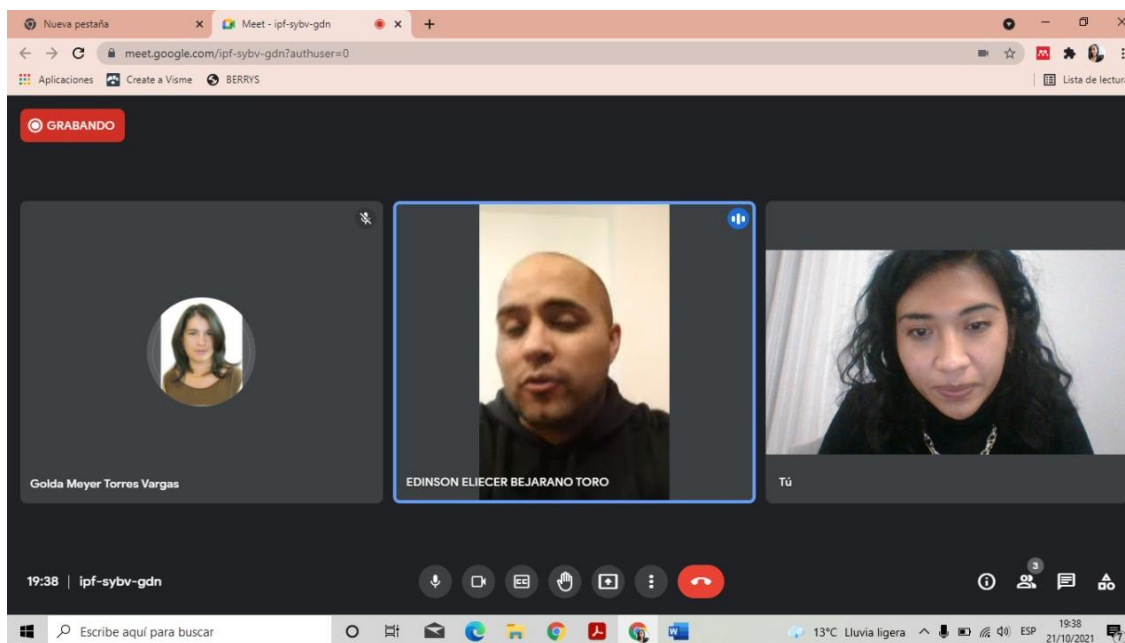 Nueva pestaña
Meet - ipf-sybv-gdn
meet.google.com/ipf-sybv-gdn?authuser=0
Aplicaciones
Create a Visme
BERRYS
Lista de lectur
GRABANDO
Golda Meyer Torres Vargas
EDINSON ELIECER BEJARANO TORO
Tú
19:38 | ipf-sybv-gdn
CC
3
Escribe aquí para buscar
13°C Lluvia ligera
ESP
19:38
21/10/2021